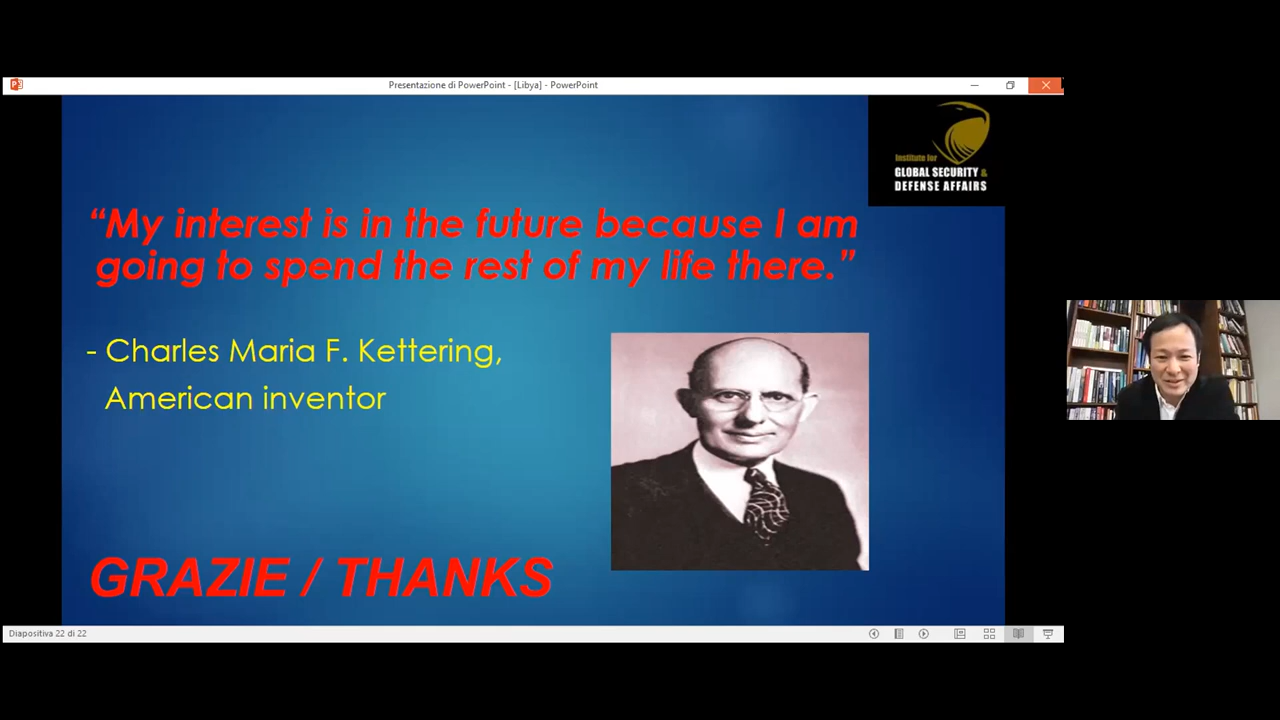 Presentazione di PowerPoint - [Libya] - PowerPoint
Institute for
GLOBAL SECURITY &
DEFENSE AFFAIRS
“My interest is in the future because I am
going to spend the rest of my life there.”
- Charles Maria F. Kettering,
American inventor
GRAZIE / THANKS
Diapositiva 22 di 22